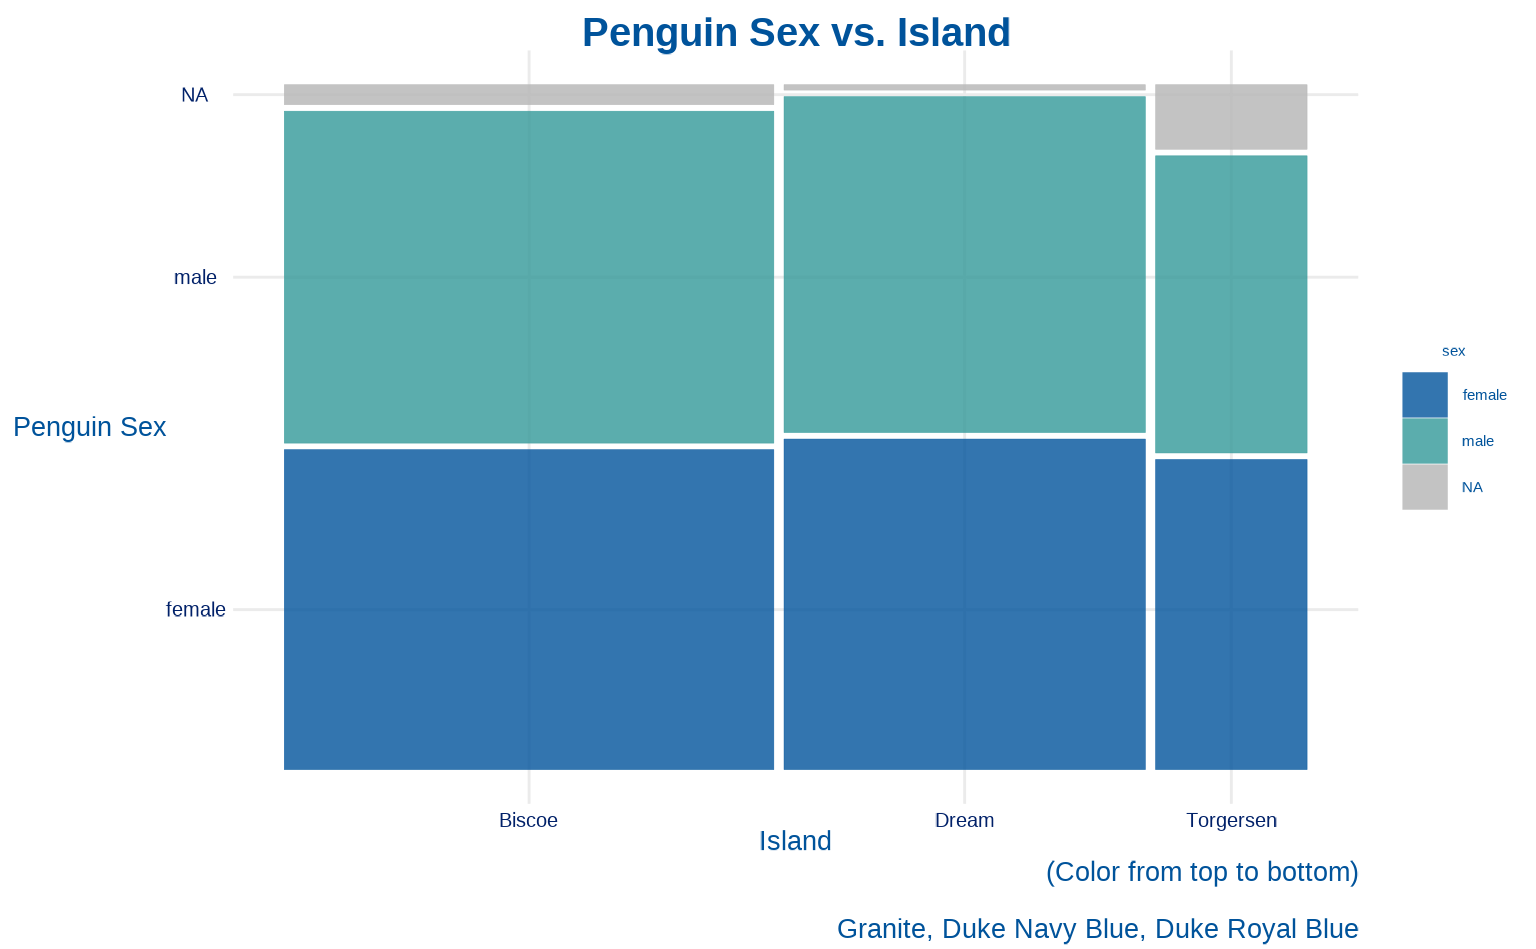 Penguin Sex vs. Island
NA
male
female
Penguin Sex
sex
female
male
NA
Biscoe
Dream
Torgersen
Island
(Color from top to bottom)
Granite, Duke Navy Blue, Duke Royal Blue